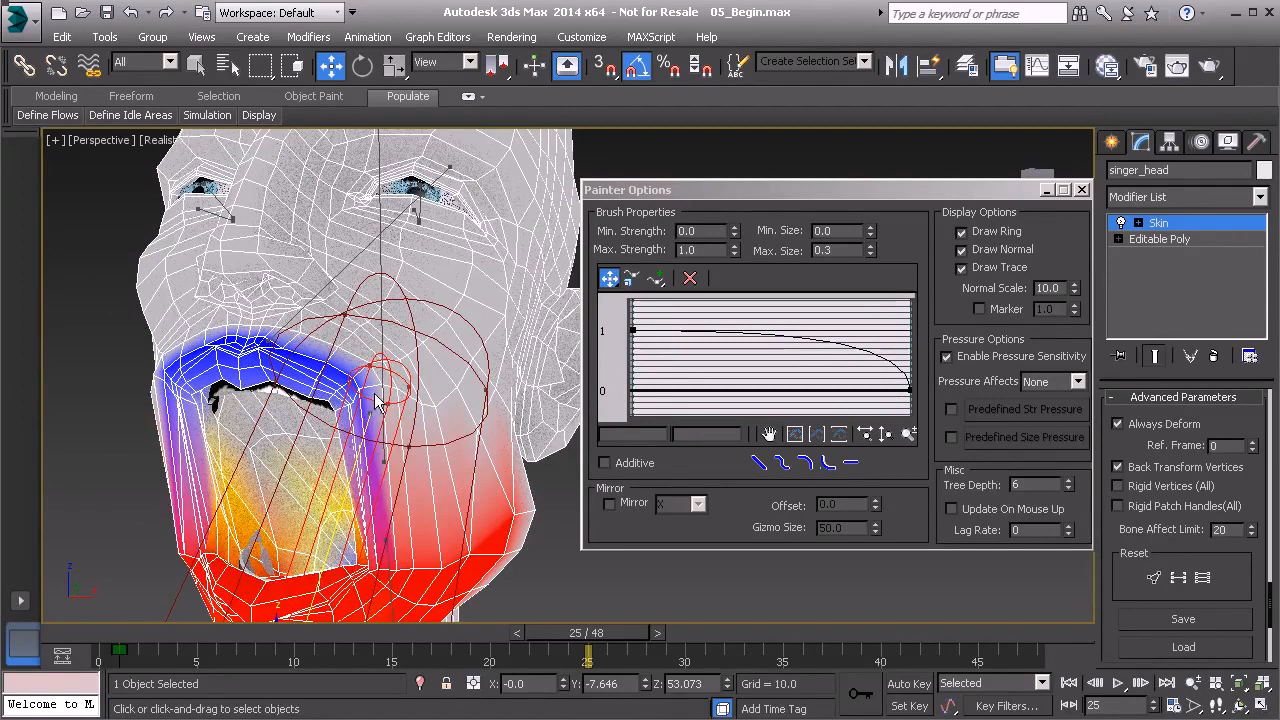 Workspace: Default
Autodesk 3ds Max 2014 x64 - Not for Resale 05_Begin.max
Type a keyword or phrase
Edit Tools Group Views Create Modifiers Animation Graph Editors Rendering Customize MAXScript Help
All
View
3
Create Selection Se
Modeling Freeform Selection Object Paint Populate
Define Flows Define Idle Areas Simulation Display
[+] [Perspective] [Realist
singer_head
Modifier List
Skin
Editable Poly
Painter Options
Brush Properties
Min. Strength: 0.0 Min. Size: 0.0
Max. Strength: 1.0 Max. Size: 0.3
1
0
Additive
Mirror
Mirror X Offset: 0.0
Gizmo Size: 50.0
Display Options
Draw Ring
Draw Normal
Draw Trace
Normal Scale: 10.0
Marker 1.0
Pressure Options
Enable Pressure Sensitivity
Pressure Affects None
Predefined Str Pressure
Predefined Size Pressure
Misc
Tree Depth: 6
Update On Mouse Up
Lag Rate: 0
Advanced Parameters
Always Deform
Ref. Frame: 0
Back Transform Vertices
Rigid Vertices (All)
Rigid Patch Handles(All)
Bone Affect Limit: 20
Reset
Save
Load
z
x
z
< 25 / 48 >
0 5 10 15 20 25 30 35 40 45
1 Object Selected
X: -0.0 Y: -7.646 Z: 53.073 Grid = 10.0
Auto Key Selected
Welcome to M
Click or click-and-drag to select objects
Add Time Tag
Set Key Key Filters... 25